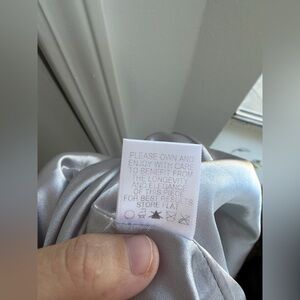 PLEASE OWN AND
ENJOY WITH CARE
TO BENEFIT FROM
THE LONGEVITY
AND ELEGANCE
OF THIS PIECE.
FOR BEST RESULTS
STORE FLAT